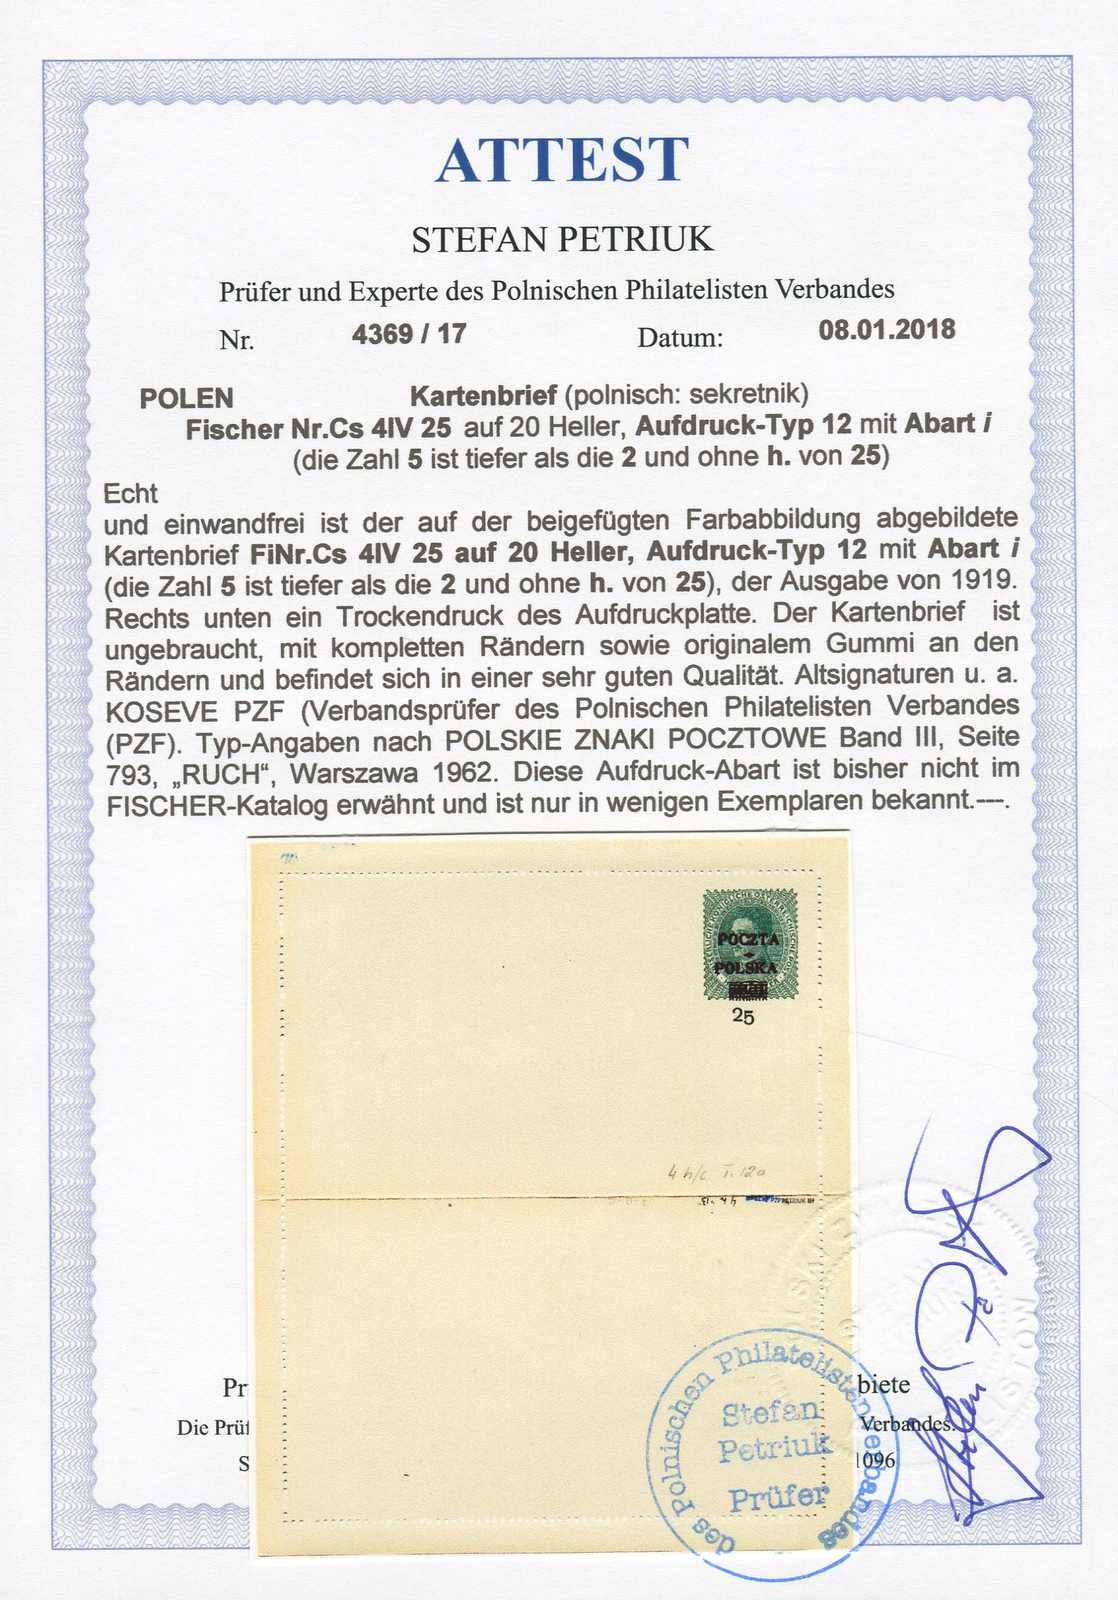 ATTEST
STEFAN PETRIUK
Prüfer und Experte des Polnischen Philatelisten Verbandes
Nr. 4369 / 17 Datum: 08.01.2018
POLEN Kartenbrief (polnisch: sekretnik)
Fischer Nr.Cs 4IV 25 auf 20 Heller, Aufdruck-Typ 12 mit Abart i
(die Zahl 5 ist tiefer als die 2 und ohne h. von 25)
Echt
und einwandfrei ist der auf der beigefügten Farbabbildung abgebildete
Kartenbrief FiNr.Cs 4IV 25 auf 20 Heller, Aufdruck-Typ 12 mit Abart i
(die Zahl 5 ist tiefer als die 2 und ohne h. von 25), der Ausgabe von 1919.
Rechts unten ein Trockendruck des Aufdruckplatte. Der Kartenbrief ist
ungebraucht, mit kompletten Rändern sowie originalem Gummi an den
Rändern und befindet sich in einer sehr guten Qualität. Altsignaturen u. a.
KOSEVE PZF (Verbandsprüfer des Polnischen Philatelisten Verbandes
(PZF). Typ-Angaben nach POLSKIE ZNAKI POCZTOWE Band III, Seite
793, „RUCH“, Warszawa 1962. Diese Aufdruck-Abart ist bisher nicht im
FISCHER-Katalog erwähnt und ist nur in wenigen Exemplaren bekannt.---.
POCZTA
POLSKA
25
4 h/c T. 12a
Pr biete
Die Prüf Verbandes.
S 1096
des Polnischen Philatelistenverbandes
Stefan
Petriuk
Prüfer